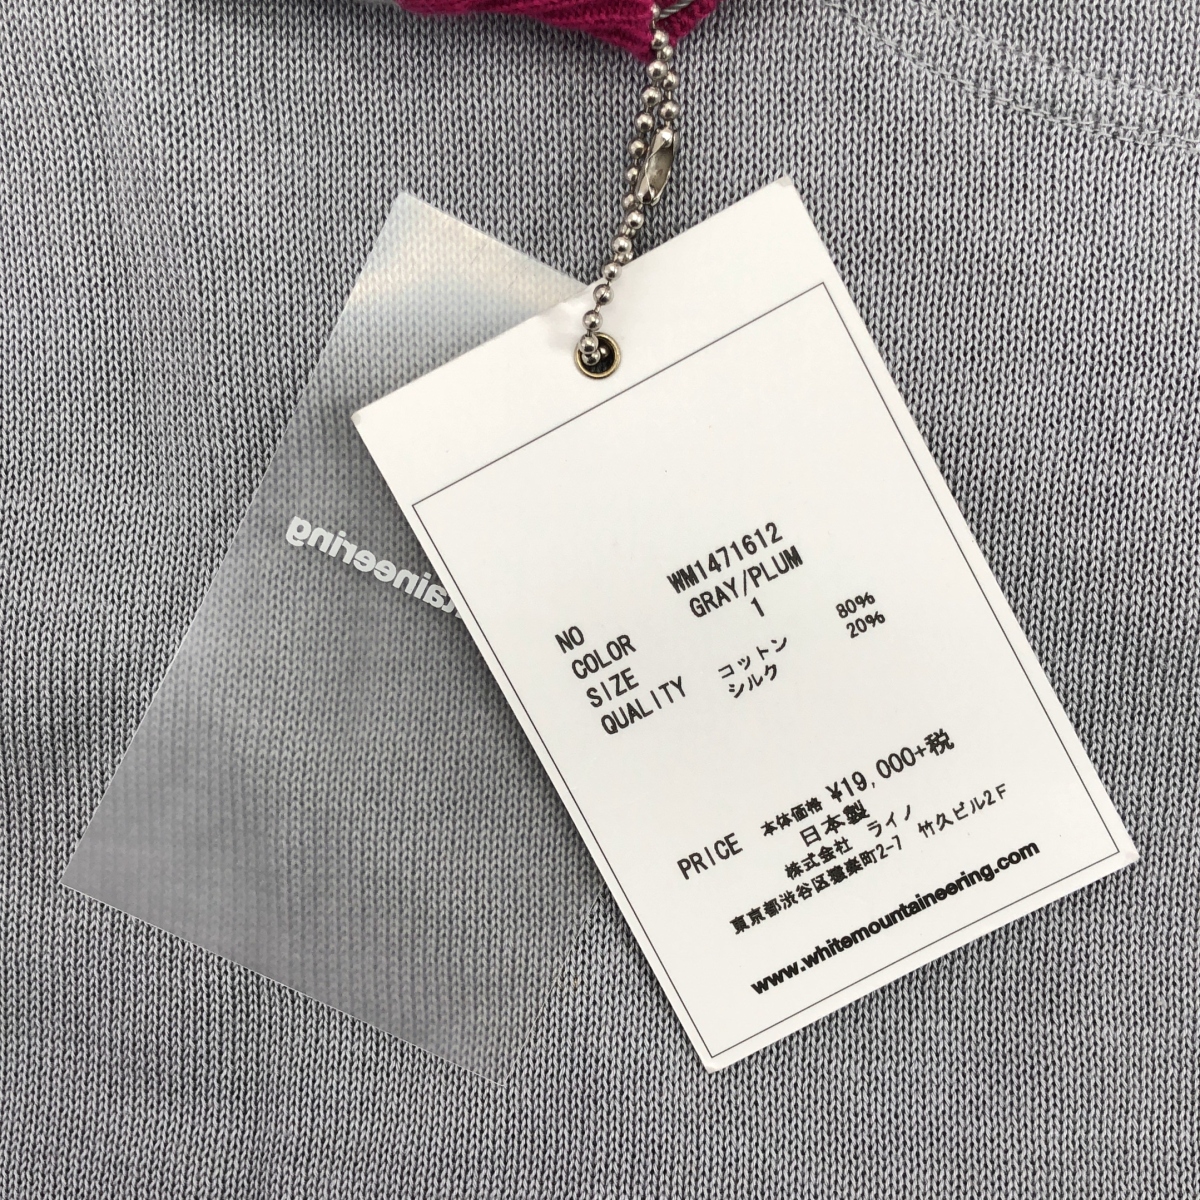 NO WM1471612
COLOR GRAY/PLUM
SIZE 1
QUALITY コットン 80%
シルク 20%
PRICE 本体価格 ¥19,000+税
日本製
株式会社 ライノ
東京都渋谷区鶯楽町2-7 竹久ビル2F
www.whitemountaineering.com
taineering